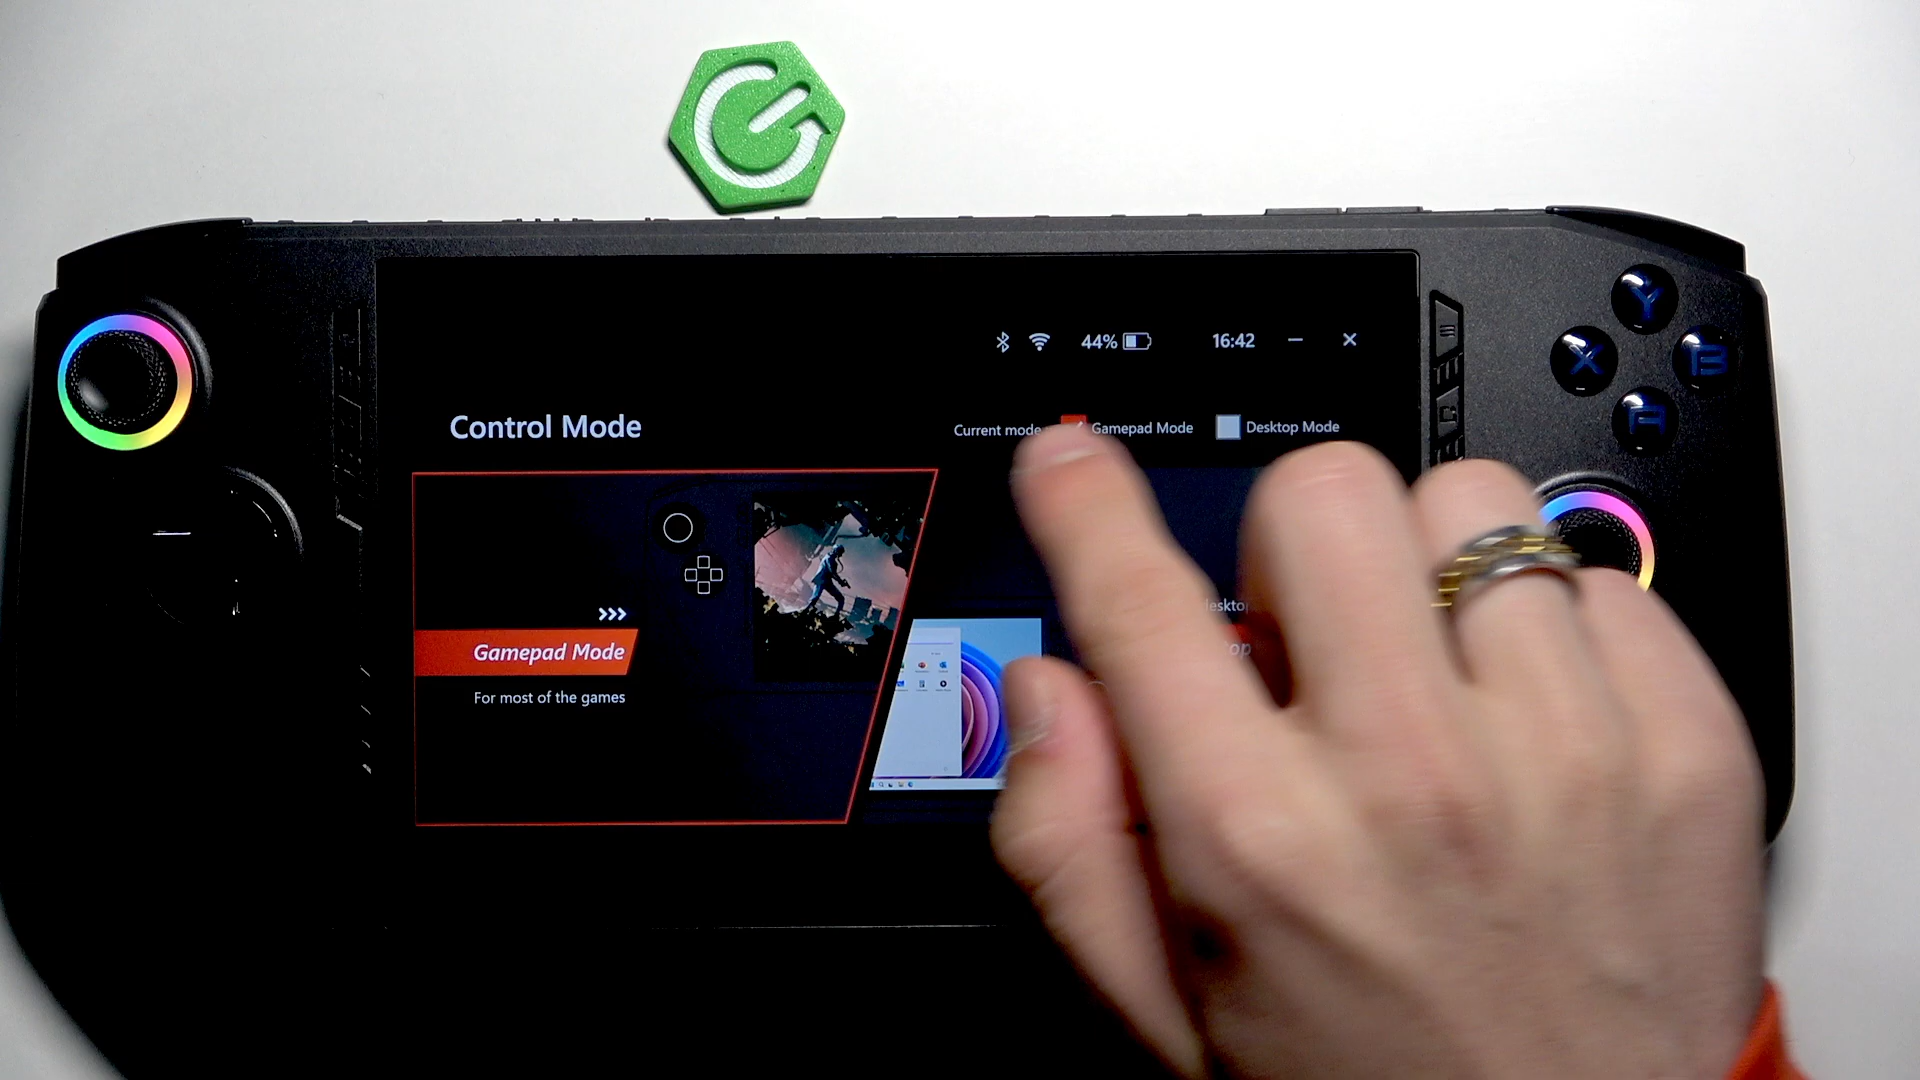 44% 16:42
Control Mode
Current mode Gamepad Mode Desktop Mode
Gamepad Mode
For most of the games
Y
X
B
A